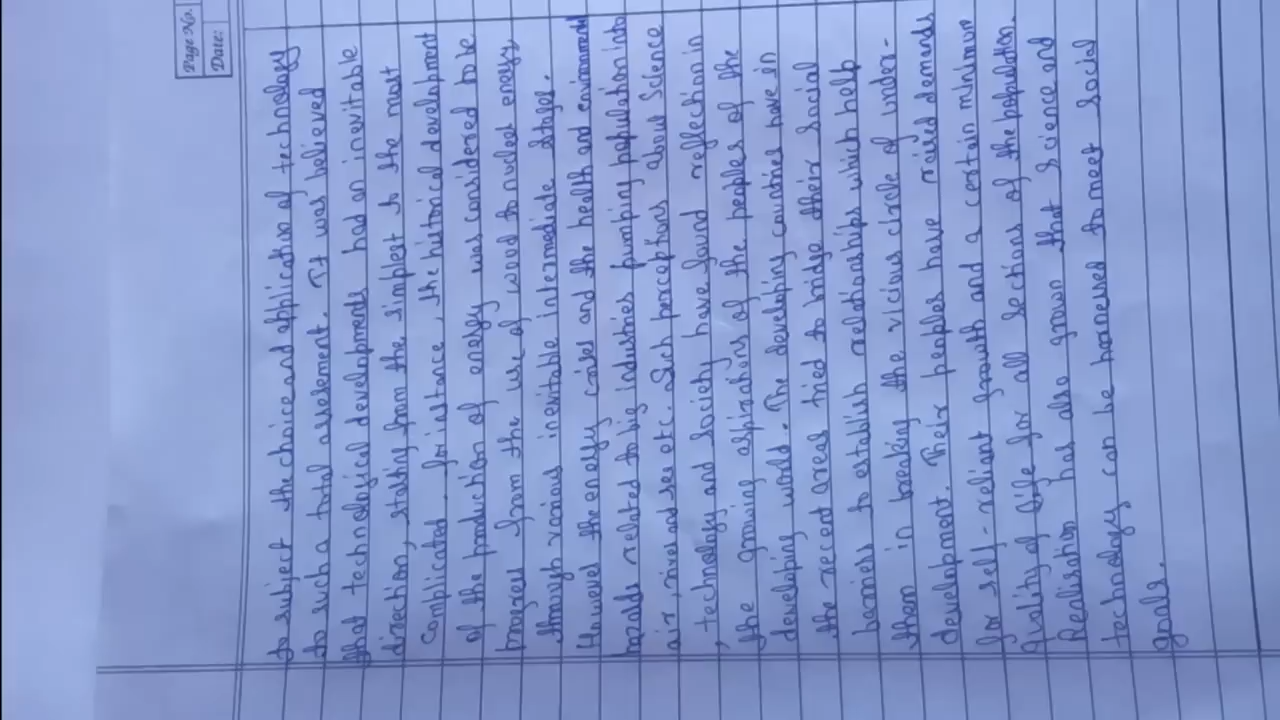 Page No.
Date:
to subject the choice and application of technology
to such a total assessment. It was believed
that technological developments had an inevitable
direction, starting from the simplest to the most
complicated. for instance, the historical development
of the production of energy was considered to be
progress from the use of wood to nuclear energy,
through various inevitable intermediate stages.
However the energy crises and the health and environment
hazards related to big industries pumping population into
air, river and sea etc. Such perceptions about Science
, technology and society have found reflection in
the growing aspirations of the peoples of the
developing world. The developing countries have in
the recent areas tried to bridge their social
barriers to establish relationships which help
them in breaking the vicious circle of under-
development. Their peoples have raised demands
for self-reliant growth and a certain minimum
quality of life for all sections of the population.
Realisation has also grown that science and
technology can be harnessed to meet social
goals.